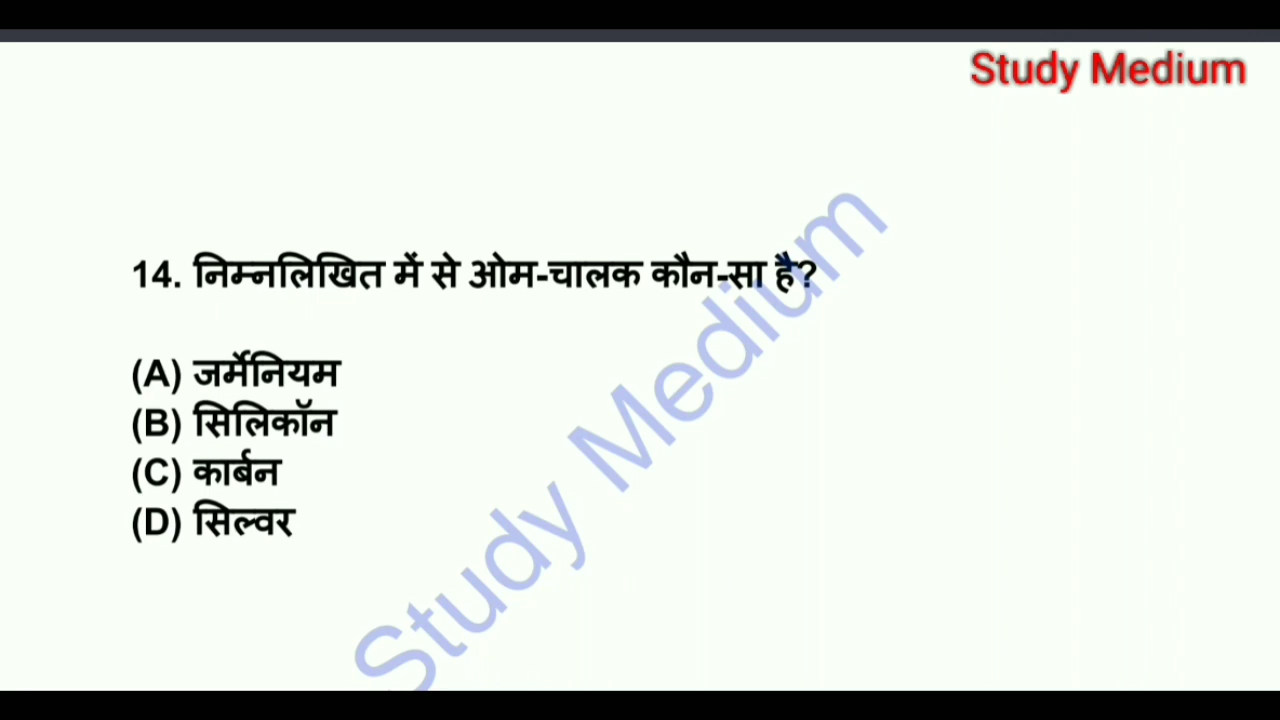 Study Medium
14. निम्नलिखित में से ओम-चालक कौन-सा है?
(A) जर्मेनियम
(B) सिलिकॉन
(C) कार्बन
(D) सिल्वर
Study Medium